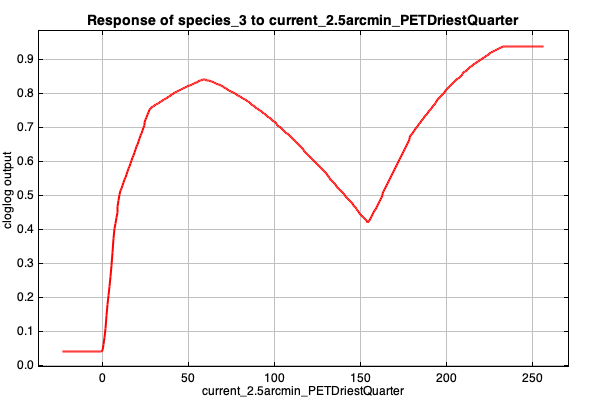 Response of species_3 to current_2.5arcmin_PETDriestQuarter
cloglog output
0.9
0.8
0.7
0.6
0.5
0.4
0.3
0.2
0.1
0.0
0 50 100 150 200 250
current_2.5arcmin_PETDriestQuarter